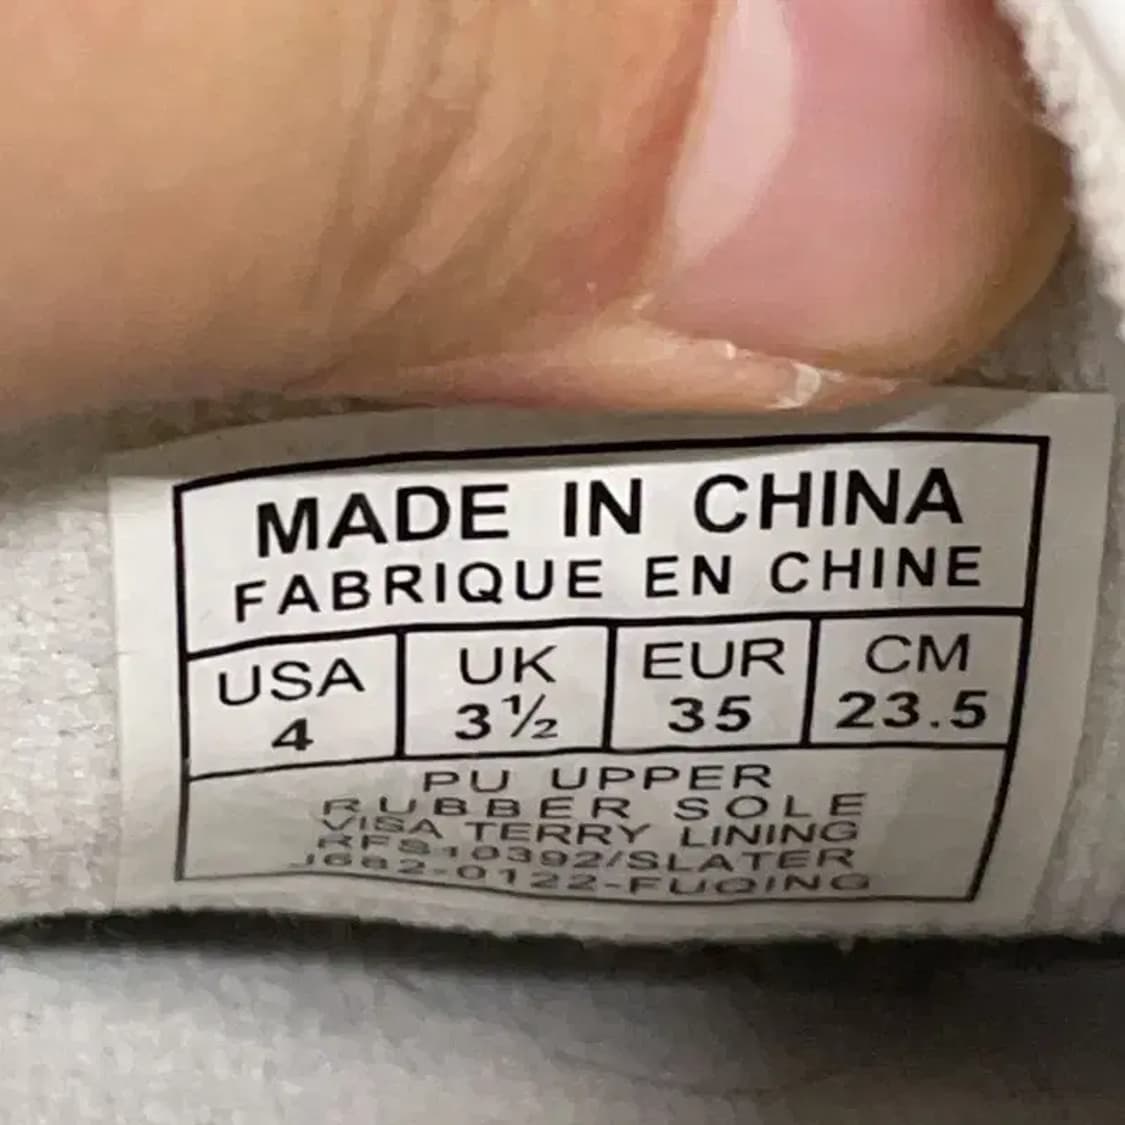 MADE IN CHINA
FABRIQUE EN CHINE
USA UK EUR CM
4 3½ 35 23.5
PU UPPER
RUBBER SOLE
VISA TERRY LINING
RFS10392/SLATER
J682-0122-FUQING